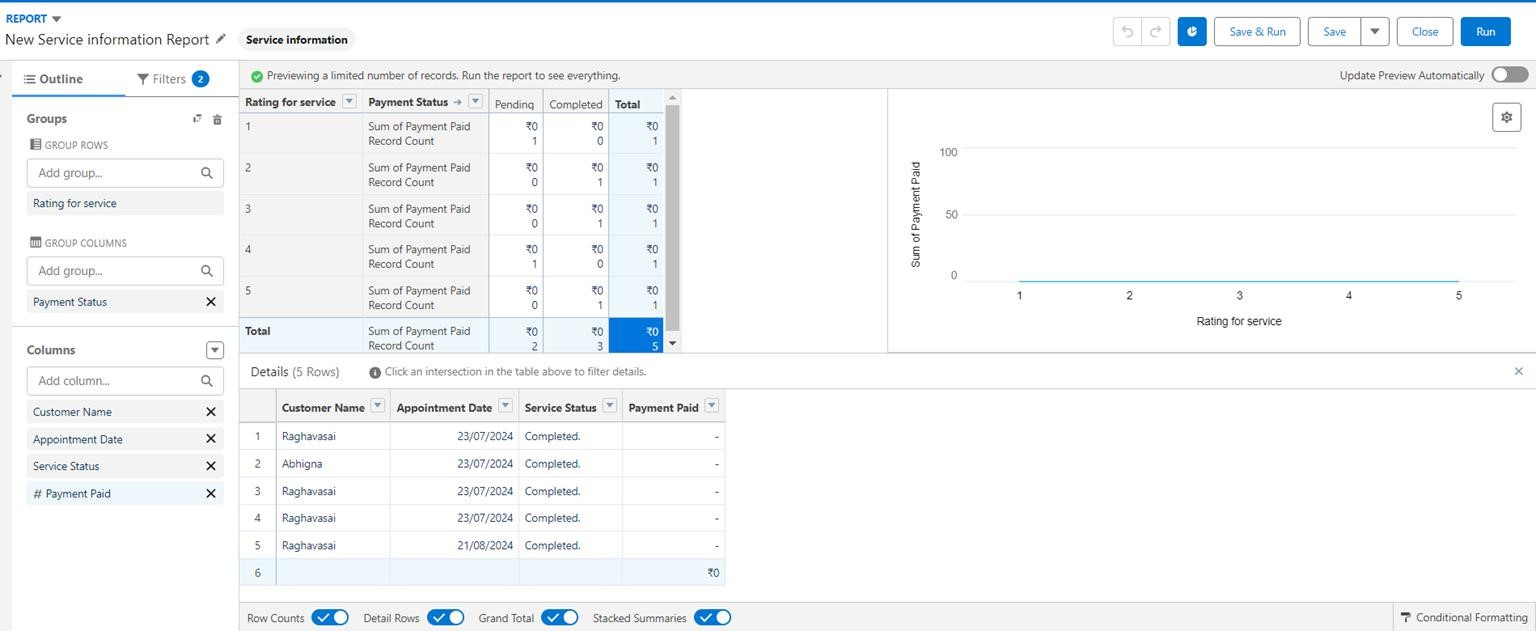 REPORT
New Service information Report
Service information
Save & Run
Save
Close
Run
Outline
Filters 2
Previewing a limited number of records. Run the report to see everything.
Update Preview Automatically
Groups
GROUP ROWS
Add group...
Rating for service
GROUP COLUMNS
Add group...
Payment Status
Columns
Add column...
Customer Name
Appointment Date
Service Status
# Payment Paid
Rating for service Payment Status → Pending Completed Total
1 Sum of Payment Paid ₹0 ₹0 ₹0
Record Count 1 0 1
2 Sum of Payment Paid ₹0 ₹0 ₹0
Record Count 0 1 1
3 Sum of Payment Paid ₹0 ₹0 ₹0
Record Count 0 1 1
4 Sum of Payment Paid ₹0 ₹0 ₹0
Record Count 1 0 1
5 Sum of Payment Paid ₹0 ₹0 ₹0
Record Count 0 1 1
Total Sum of Payment Paid ₹0 ₹0 ₹0
Record Count 2 3 5
Sum of Payment Paid
100
50
0
1 2 3 4 5
Rating for service
Details (5 Rows)
Click an intersection in the table above to filter details.
Customer Name Appointment Date Service Status Payment Paid
1 Raghavasai 23/07/2024 Completed. -
2 Abhigna 23/07/2024 Completed. -
3 Raghavasai 23/07/2024 Completed. -
4 Raghavasai 23/07/2024 Completed. -
5 Raghavasai 21/08/2024 Completed. -
6 ₹0
Row Counts
Detail Rows
Grand Total
Stacked Summaries
Conditional Formatting